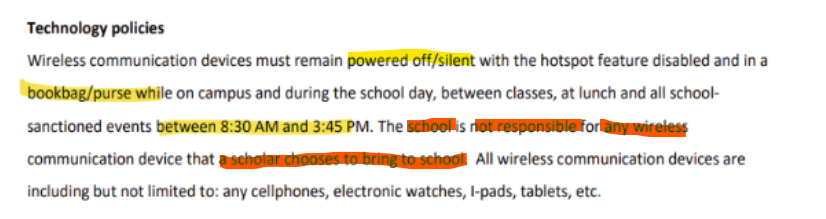 Technology policies
Wireless communication devices must remain powered off/silent with the hotspot feature disabled and in a
bookbag/purse while on campus and during the school day, between classes, at lunch and all school-
sanctioned events between 8:30 AM and 3:45 PM. The school is not responsible for any wireless
communication device that a scholar chooses to bring to school. All wireless communication devices are
including but not limited to: any cellphones, electronic watches, I-pads, tablets, etc.